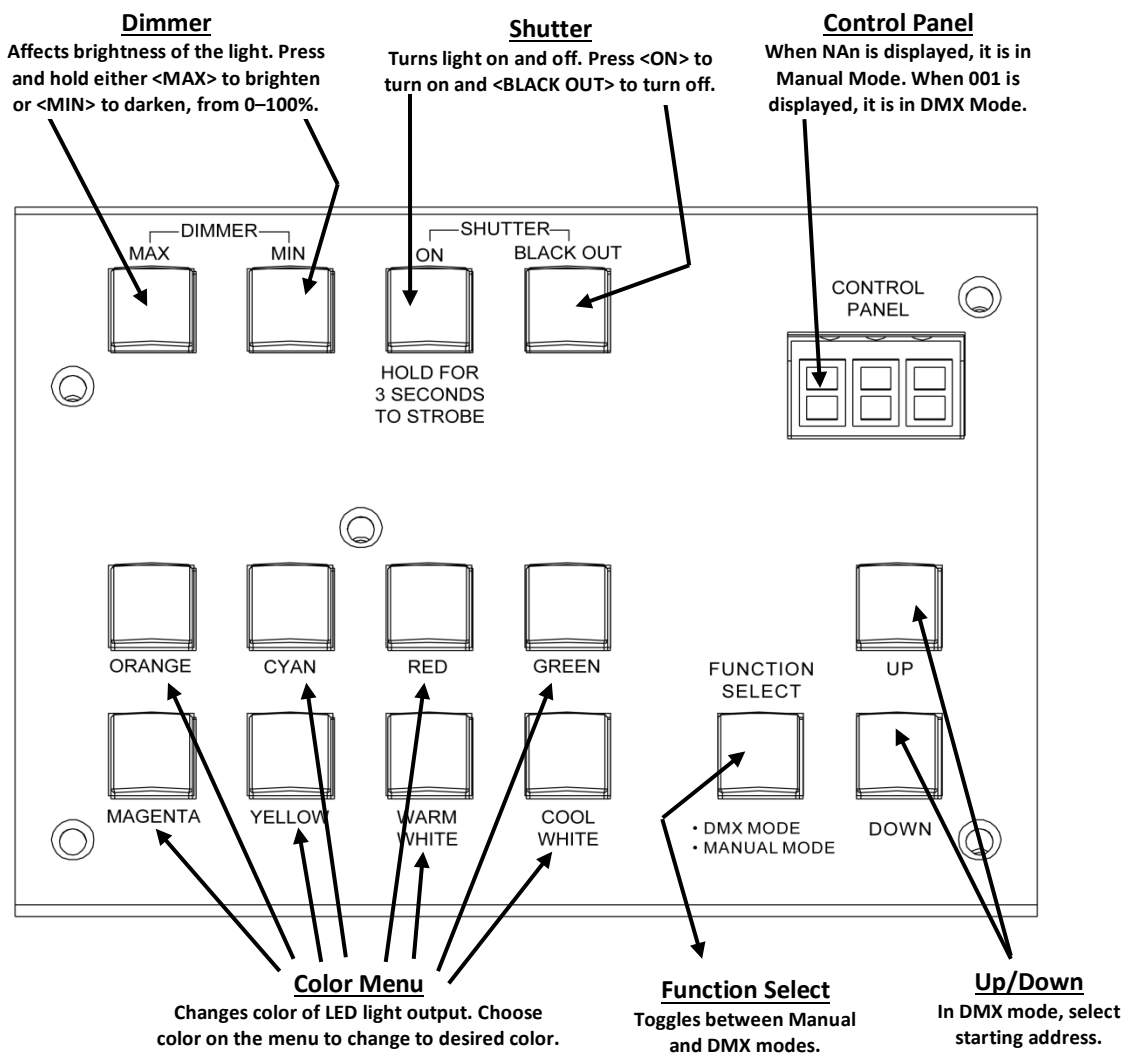 Dimmer
Affects brightness of the light. Press
and hold either <MAX> to brighten
or <MIN> to darken, from 0–100%.
Shutter
Turns light on and off. Press <ON> to
turn on and <BLACK OUT> to turn off.
Control Panel
When NAn is displayed, it is in
Manual Mode. When 001 is
displayed, it is in DMX Mode.
DIMMER
MAX
MIN
SHUTTER
ON
BLACK OUT
HOLD FOR
3 SECONDS
TO STROBE
CONTROL
PANEL
ORANGE
CYAN
RED
GREEN
FUNCTION
SELECT
UP
MAGENTA
YELLOW
WARM
WHITE
COOL
WHITE
• DMX MODE
• MANUAL MODE
DOWN
Color Menu
Changes color of LED light output. Choose
color on the menu to change to desired color.
Function Select
Toggles between Manual
and DMX modes.
Up/Down
In DMX mode, select
starting address.